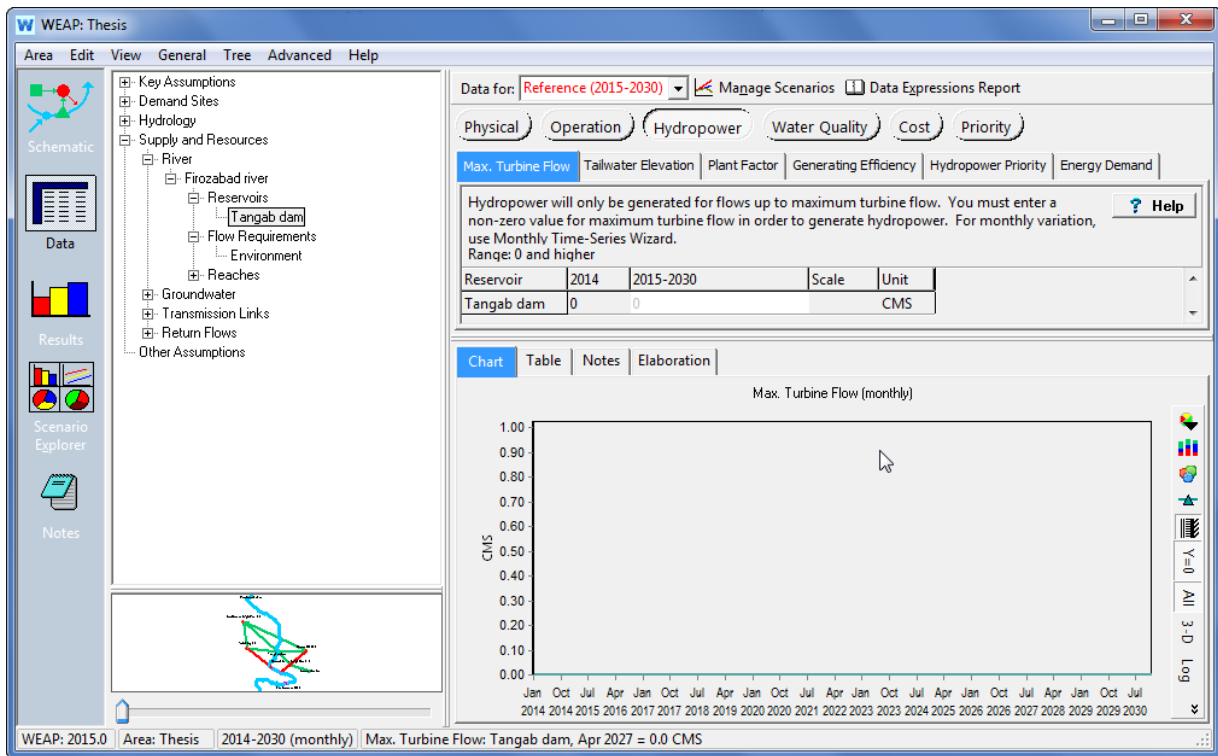 WEAP: Thesis
Area Edit View General Tree Advanced Help
Schematic
Data
Results
Scenario
Explorer
Notes
Key Assumptions
Demand Sites
Hydrology
Supply and Resources
River
Firozabad river
Reservoirs
Tangab dam
Flow Requirements
Environment
Reaches
Groundwater
Transmission Links
Return Flows
Other Assumptions
Data for: Reference (2015-2030) Manage Scenarios Data Expressions Report
Physical Operation Hydropower Water Quality Cost Priority
Max. Turbine Flow Tailwater Elevation Plant Factor Generating Efficiency Hydropower Priority Energy Demand
Hydropower will only be generated for flows up to maximum turbine flow. You must enter a
non-zero value for maximum turbine flow in order to generate hydropower. For monthly variation,
use Monthly Time-Series Wizard.
Range: 0 and higher
? Help
Reservoir 2014 2015-2030 Scale Unit
Tangab dam 0 0 CMS
Chart Table Notes Elaboration
Max. Turbine Flow (monthly)
CMS
1.00
0.90
0.80
0.70
0.60
0.50
0.40
0.30
0.20
0.10
0.00
Jan Oct Jul Apr Jan Oct Jul Apr Jan Oct Jul Apr Jan Oct Jul Apr Jan Oct Jul Apr Jan Oct Jul
2014 2014 2015 2016 2017 2017 2018 2019 2020 2020 2021 2022 2023 2023 2024 2025 2026 2026 2027 2028 2029 2029 2030
Y=0
All
3-D
Log
WEAP: 2015.0 Area: Thesis 2014-2030 (monthly) Max. Turbine Flow: Tangab dam, Apr 2027 = 0.0 CMS